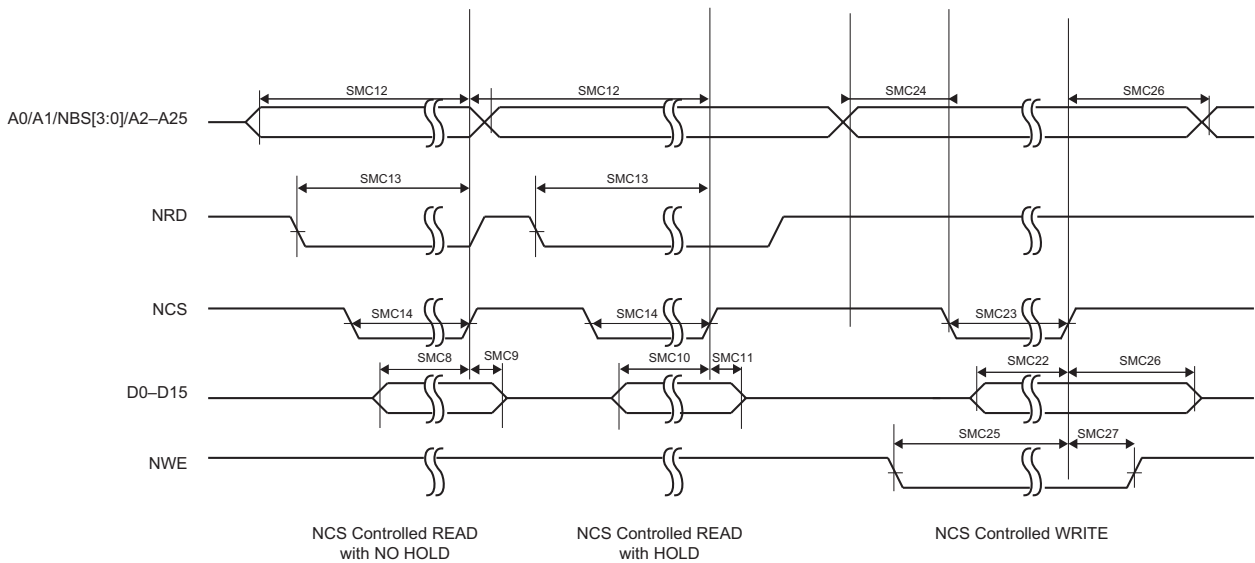 SMC12
SMC12
SMC24
SMC26
A0/A1/NBS[3:0]/A2–A25
SMC13
SMC13
NRD
NCS
SMC14
SMC14
SMC23
SMC8
SMC9
SMC10
SMC11
SMC22
SMC26
D0–D15
SMC25
SMC27
NWE
NCS Controlled READ
with NO HOLD
NCS Controlled READ
with HOLD
NCS Controlled WRITE